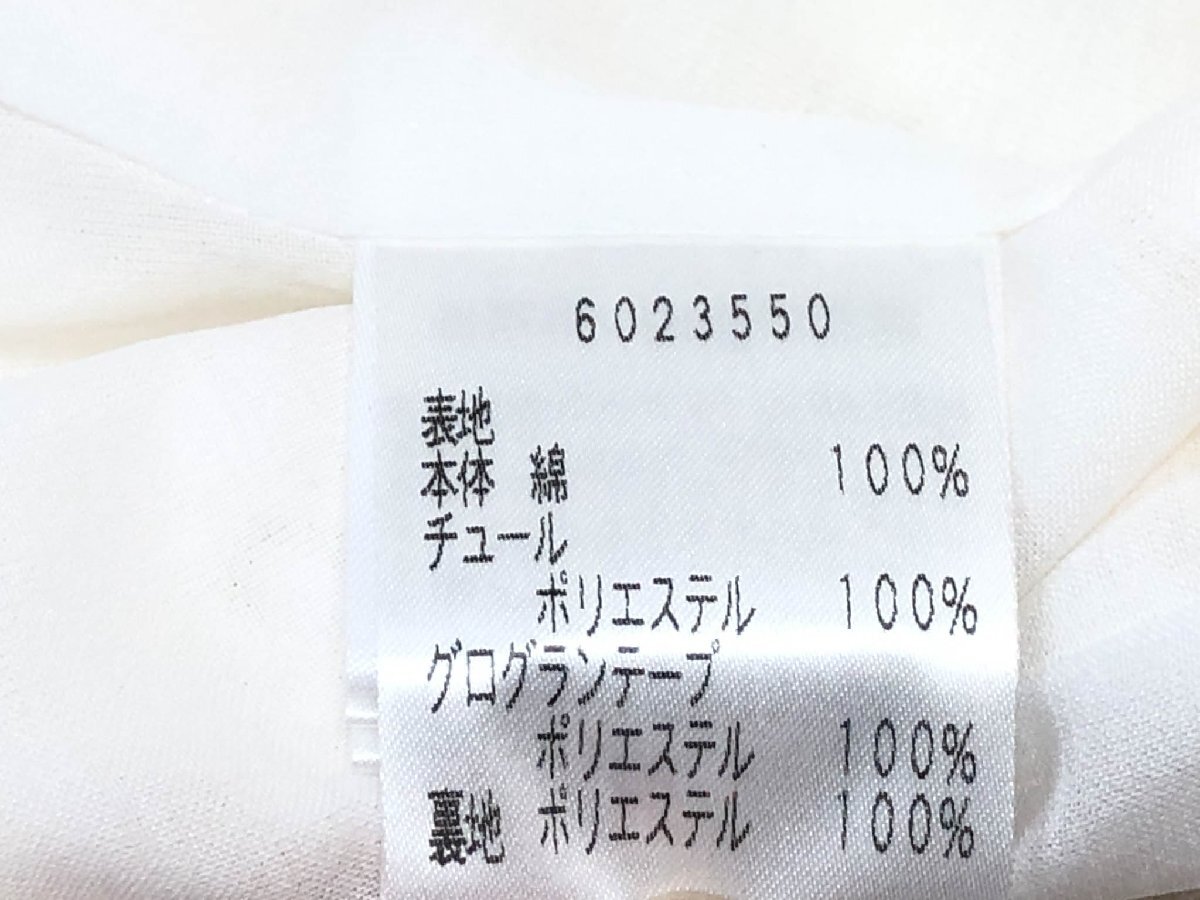 6023550
表地
本体 綿 100%
チュール
ポリエステル 100%
グログランテープ
ポリエステル 100%
裏地 ポリエステル 100%